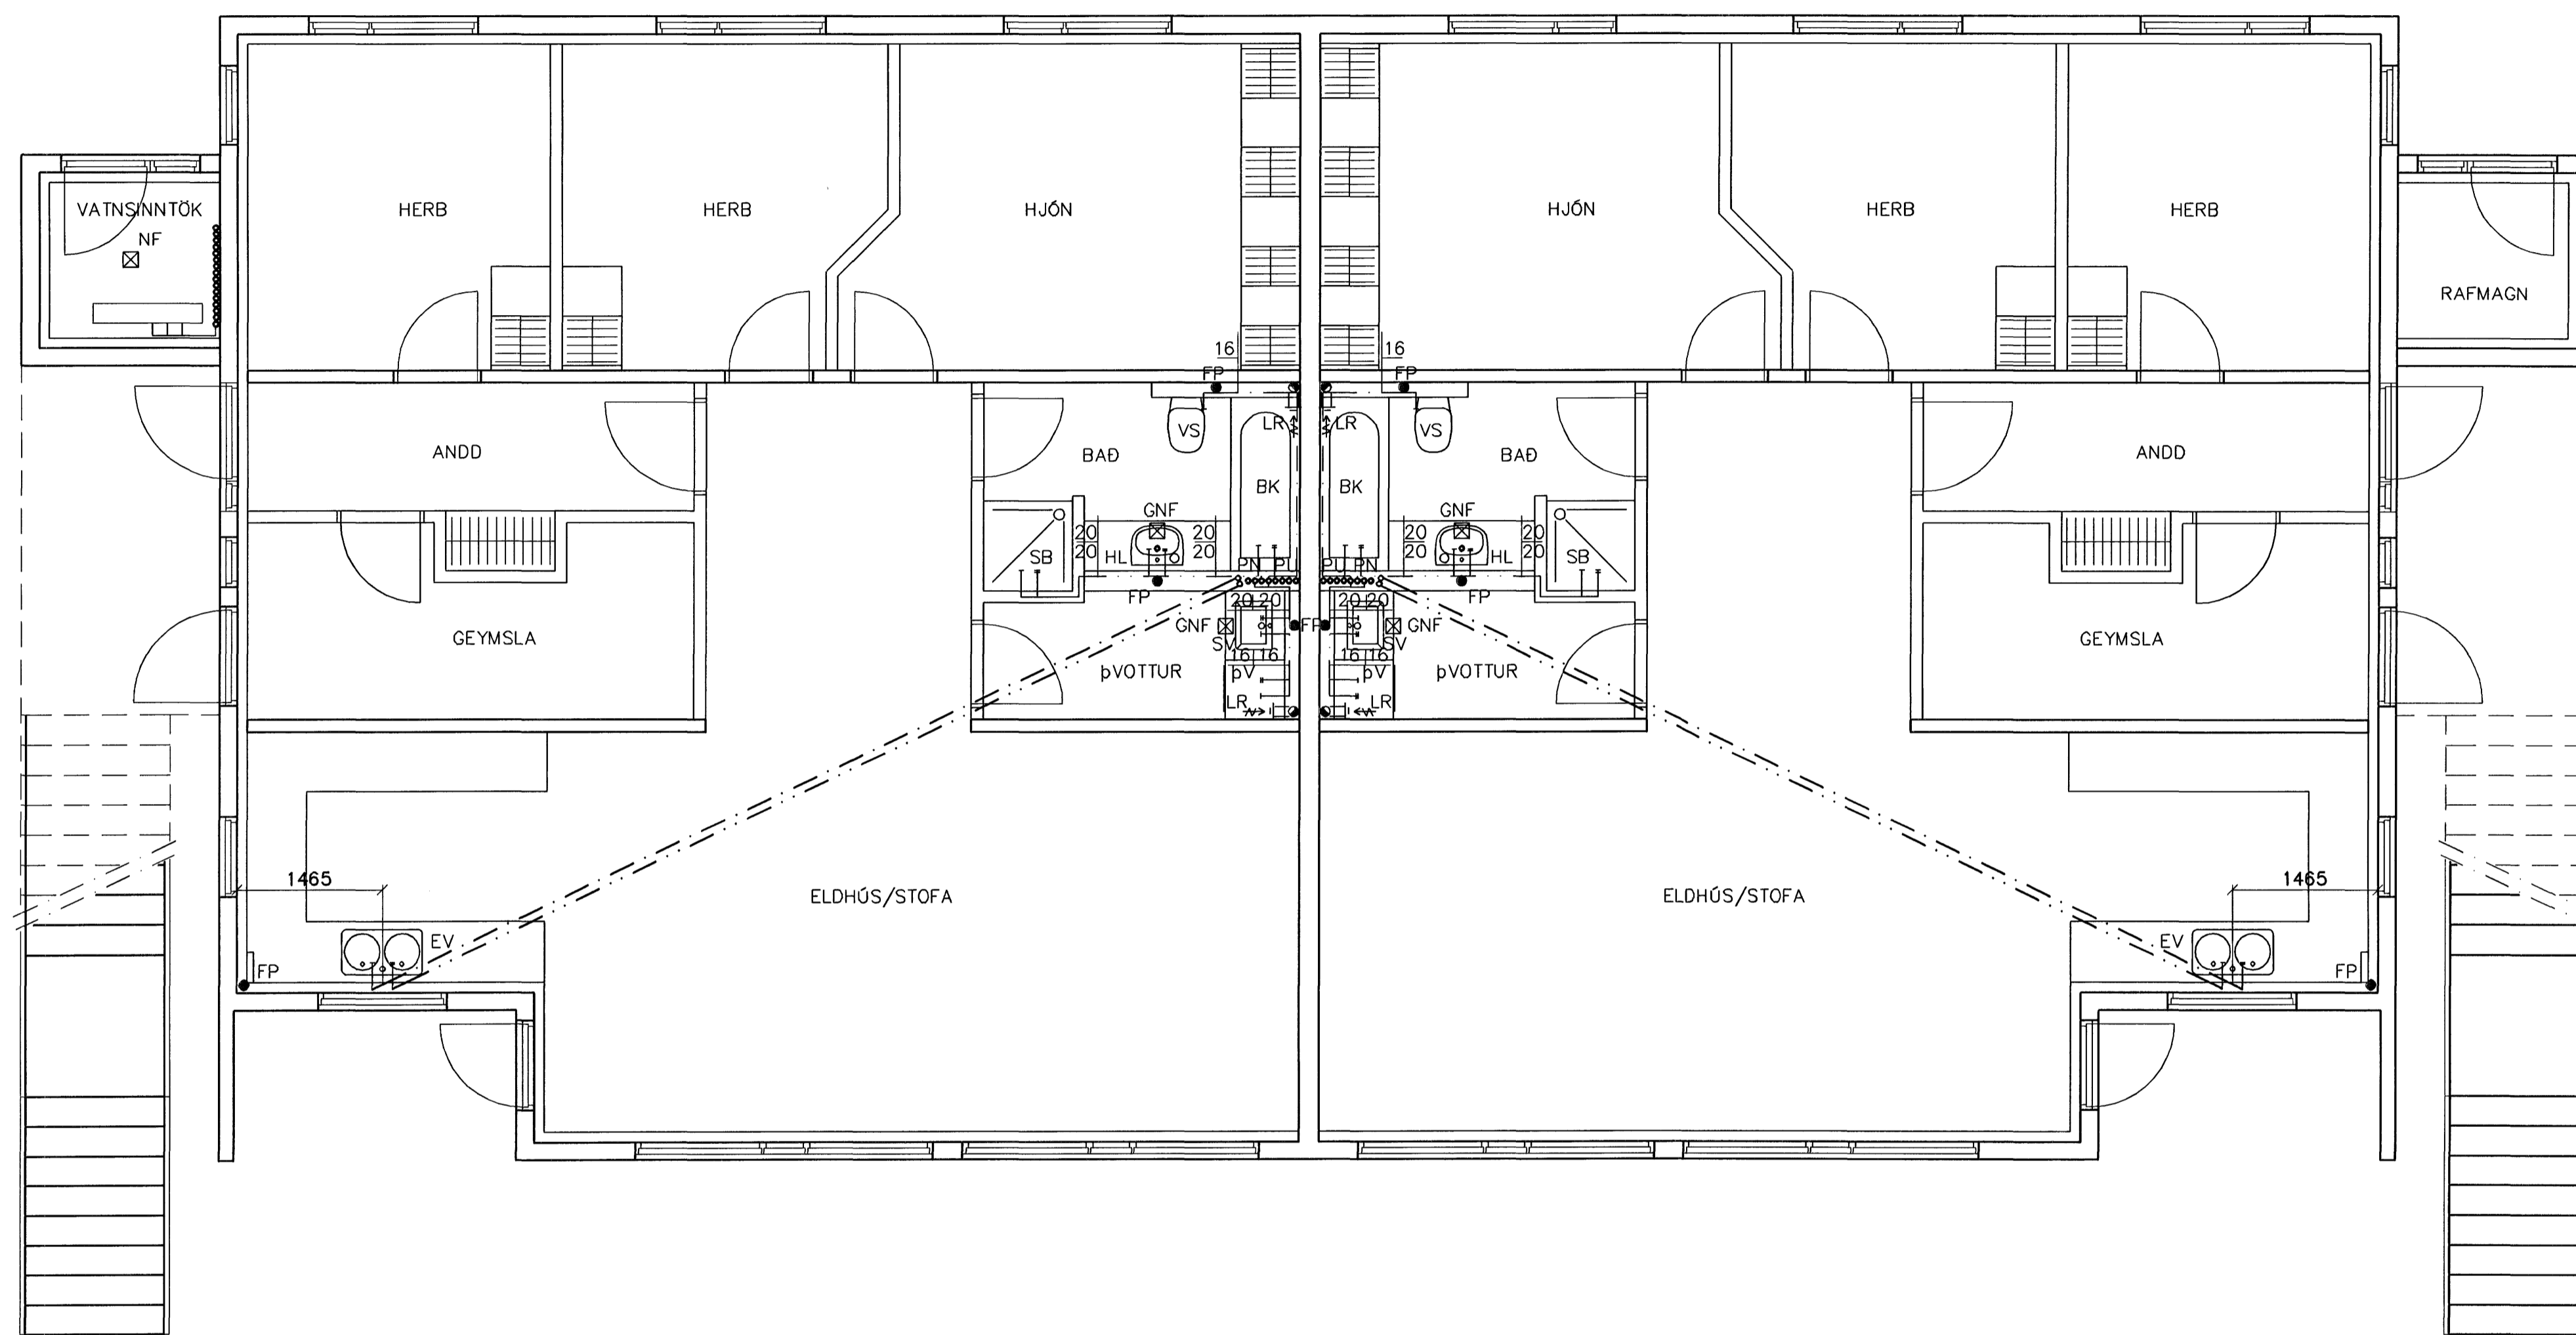 VATNSINNTÖK
NF
HERB
HERB
HJÓN
HJÓN
HERB
HERB
RAFMAGN
16
16
FP
FP
ANDD
BAÐ
VS
LR
LR
VS
BAÐ
ANDD
BK
BK
GNF
GNF
20
20
20
20
20
20
20
20
SB
HL
HL
SB
PN
PU
PU
PN
FP
FP
20
20
20
20
GEYMSLA
GNF
FP
GNF
GEYMSLA
SV
SV
16
16
16
16
ÞVOTTUR
ÞV
ÞV
ÞVOTTUR
LR
LR
1465
1465
ELDHÚS/STOFA
ELDHÚS/STOFA
EV
EV
FP
FP